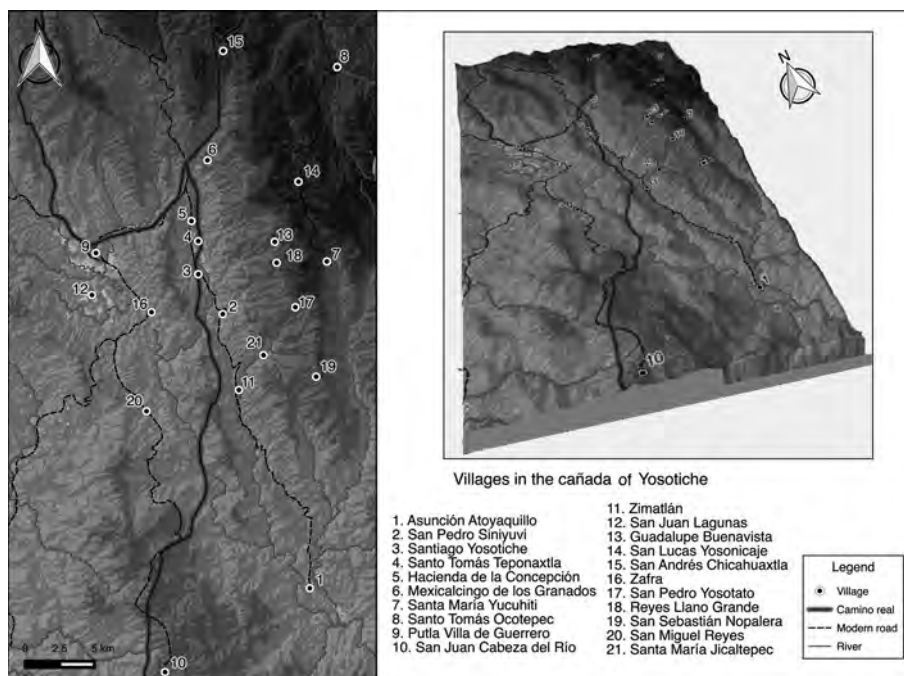 N
15
8
6
14
5
4
13
9
18
7
3
12
17
16
2
21
19
11
20
1
0 2.5 5 km
10
N
1
10
Villages in the cañada of Yosotiche
1. Asunción Atoyaquillo
2. San Pedro Siniyuvi
3. Santiago Yosotiche
4. Santo Tomás Teponaxtla
5. Hacienda de la Concepción
6. Mexicalcingo de los Granados
7. Santa María Yucuhiti
8. Santo Tomás Ocotepec
9. Putla Villa de Guerrero
10. San Juan Cabeza del Río
11. Zimatlán
12. San Juan Lagunas
13. Guadalupe Buenavista
14. San Lucas Yosonicaje
15. San Andrés Chicahuaxtla
16. Zafra
17. San Pedro Yosotato
18. Reyes Llano Grande
19. San Sebastián Nopalera
20. San Miguel Reyes
21. Santa María Jicaltepec
Legend
Village
Camino real
Modern road
River